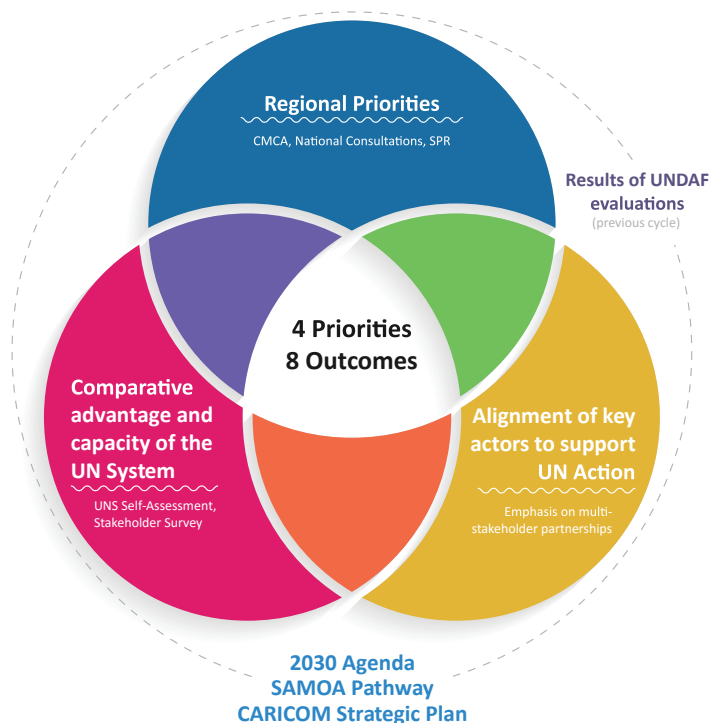 Regional Priorities
CMCA, National Consultations, SPR
Results of UNDAF
evaluations
(previous cycle)
4 Priorities
8 Outcomes
Comparative
advantage and
capacity of the
UN System
UNS Self-Assessment,
Stakeholder Survey
Alignment of key
actors to support
UN Action
Emphasis on multi-
stakeholder partnerships
2030 Agenda
SAMOA Pathway
CARICOM Strategic Plan